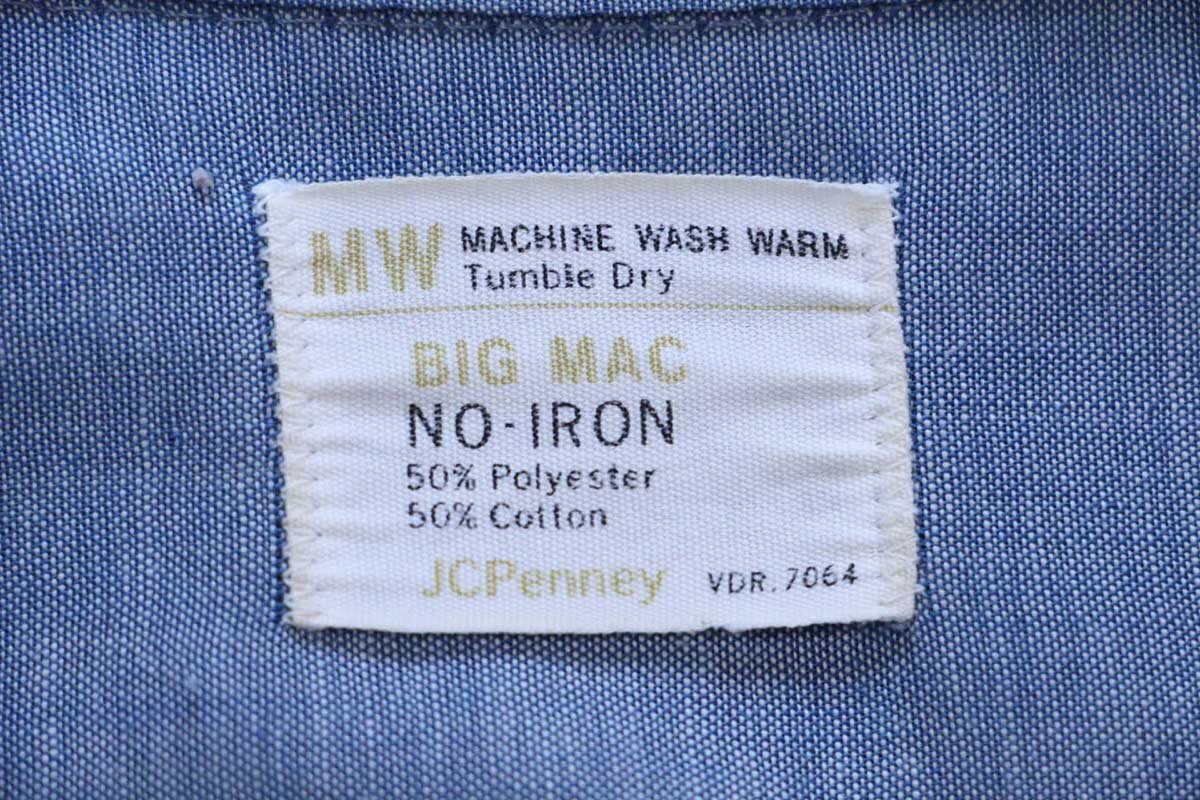 MW MACHINE WASH WARM
Tumble Dry
BIG MAC
NO-IRON
50% Polyester
50% Cotton
JCPenney VDR. 7064